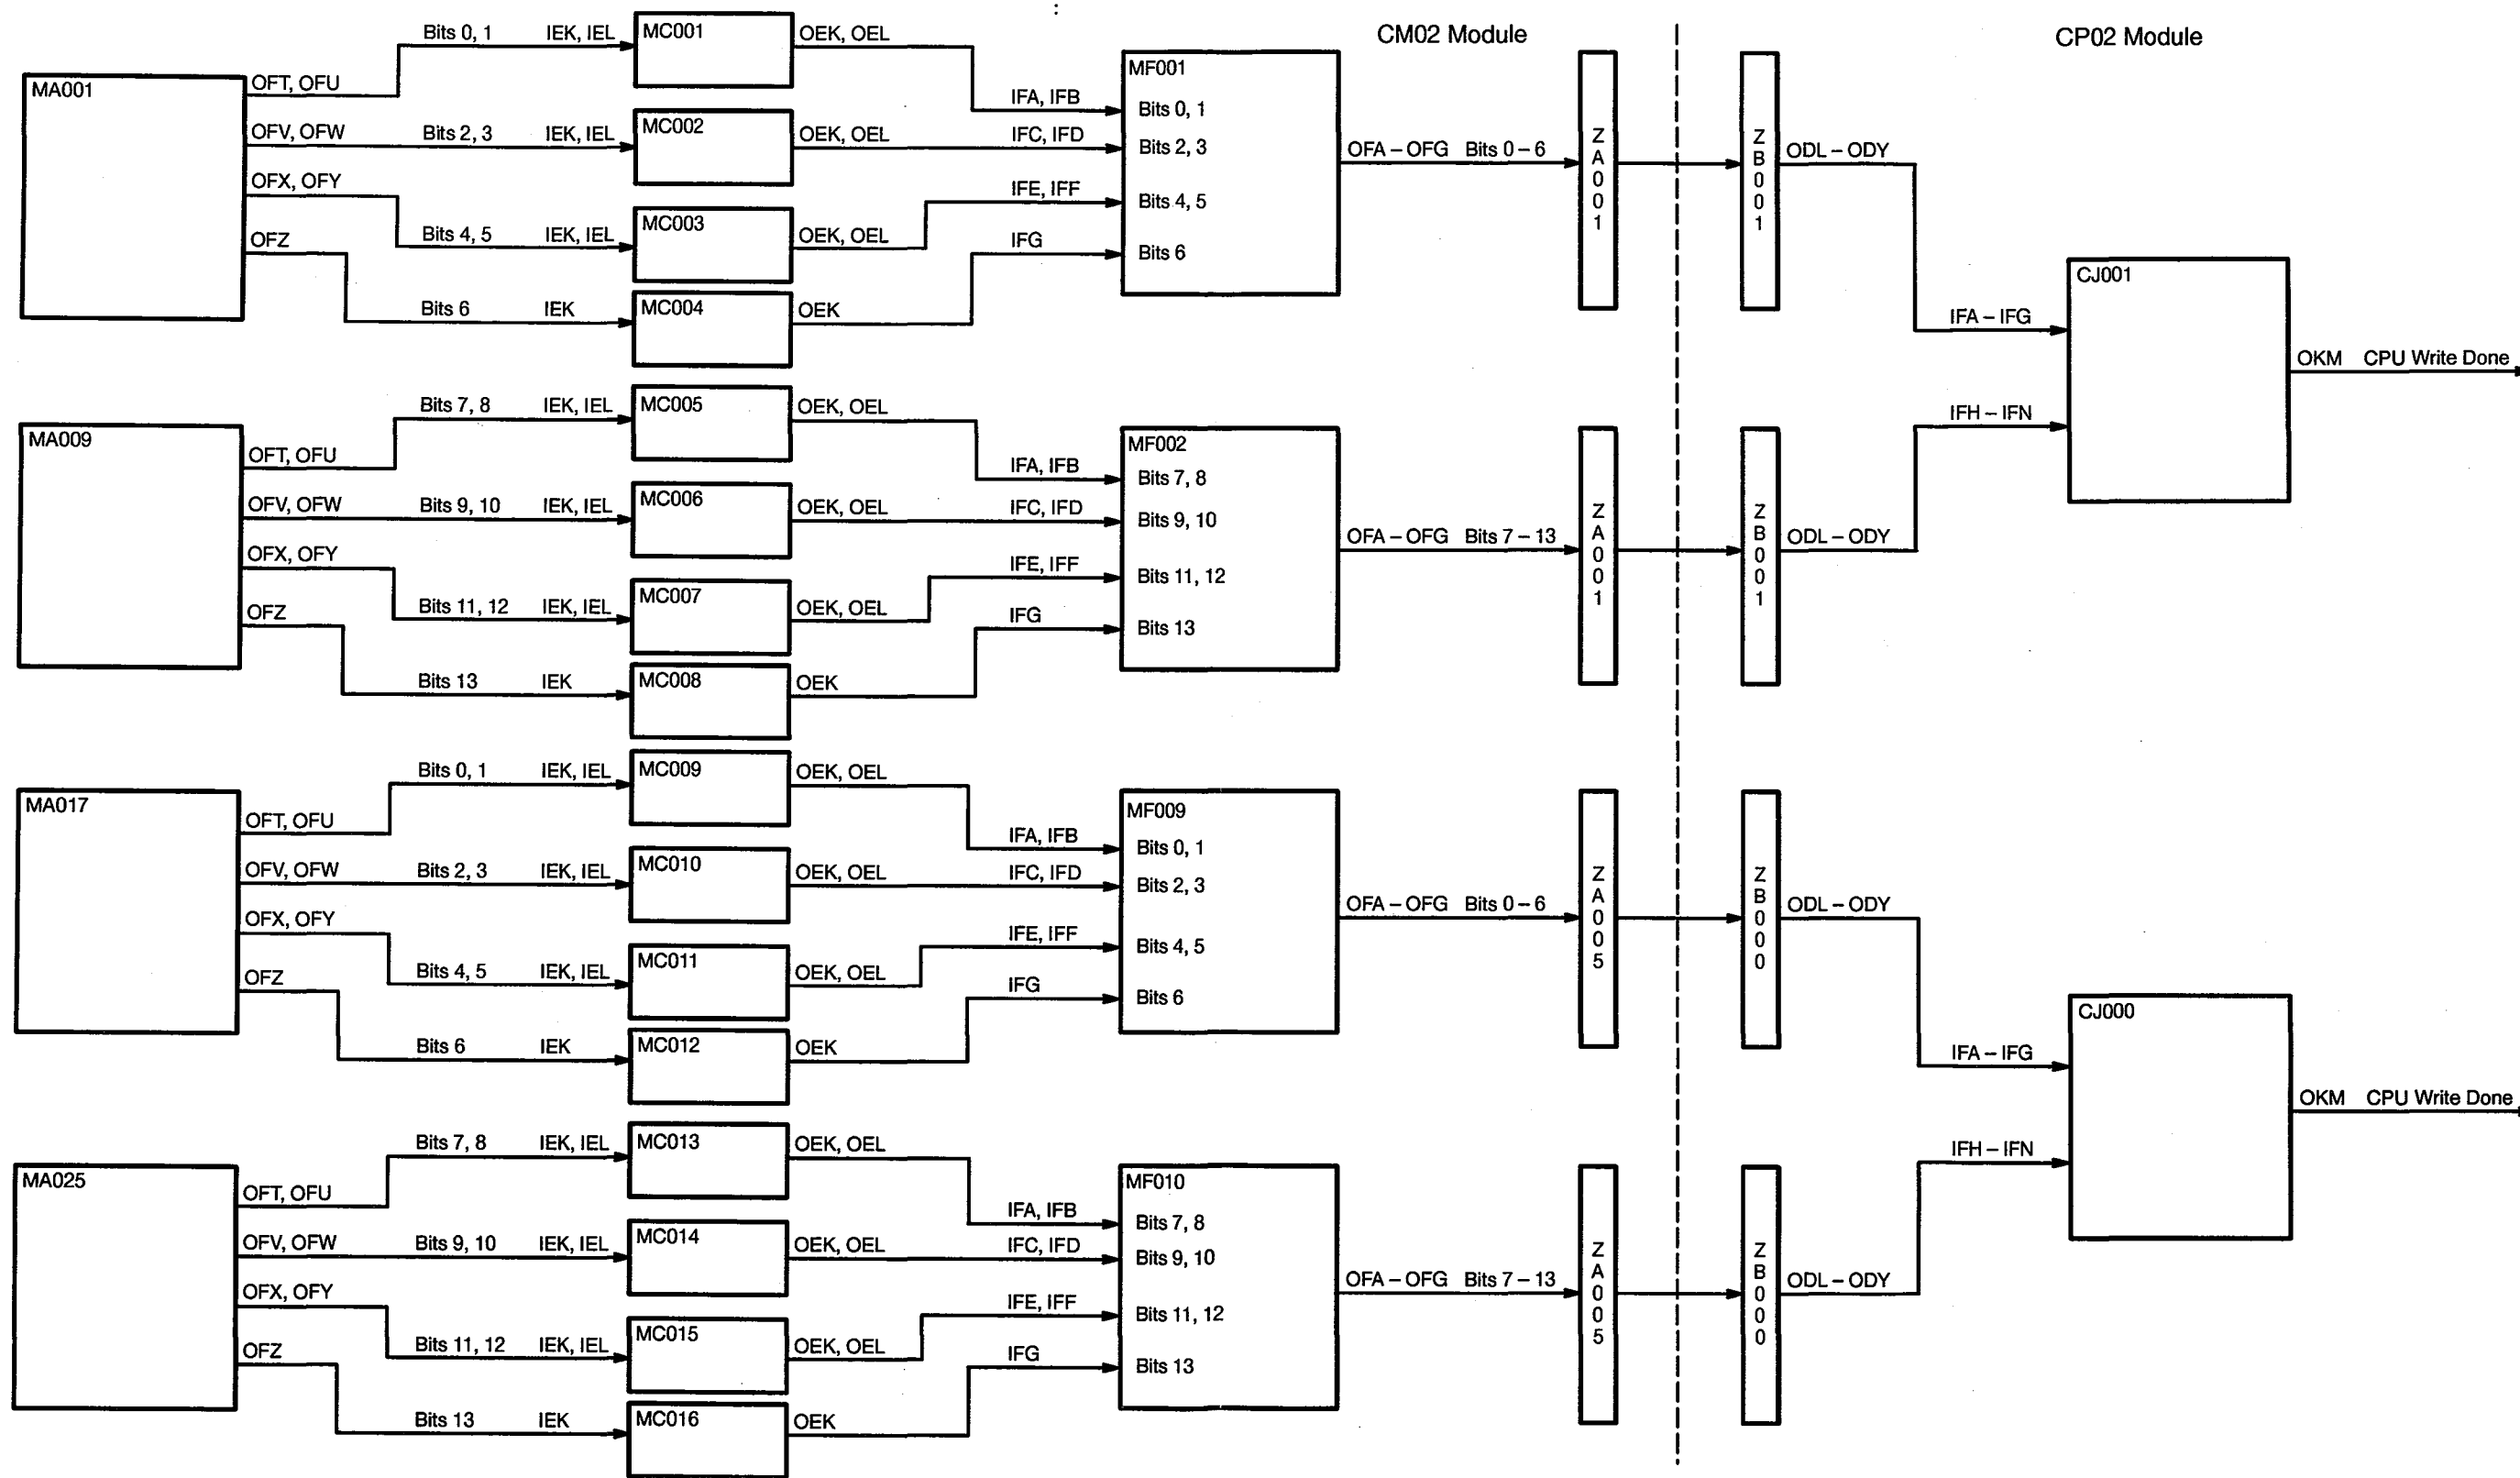 CM02 Module
CP02 Module
MA001
OFT, OFU
Bits 0, 1
IEK, IEL
MC001
OEK, OEL
IFA, IFB
OFV, OFW
Bits 2, 3
IEK, IEL
MC002
OEK, OEL
IFC, IFD
OFX, OFY
Bits 4, 5
IEK, IEL
MC003
OEK, OEL
IFE, IFF
OFZ
Bits 6
IEK
MC004
OEK
IFG
MF001
Bits 0, 1
Bits 2, 3
Bits 4, 5
Bits 6
OFA – OFG Bits 0 – 6
ZA001
ZB001
ODL – ODY
IFA – IFG
MA009
OFT, OFU
Bits 7, 8
IEK, IEL
MC005
OEK, OEL
IFA, IFB
OFV, OFW
Bits 9, 10
IEK, IEL
MC006
OEK, OEL
IFC, IFD
OFX, OFY
Bits 11, 12
IEK, IEL
MC007
OEK, OEL
IFE, IFF
OFZ
Bits 13
IEK
MC008
OEK
IFG
MF002
Bits 7, 8
Bits 9, 10
Bits 11, 12
Bits 13
OFA – OFG Bits 7 – 13
ZA001
ZB001
ODL – ODY
IFH – IFN
CJ001
OKM CPU Write Done
MA017
OFT, OFU
Bits 0, 1
IEK, IEL
MC009
OEK, OEL
IFA, IFB
OFV, OFW
Bits 2, 3
IEK, IEL
MC010
OEK, OEL
IFC, IFD
OFX, OFY
Bits 4, 5
IEK, IEL
MC011
OEK, OEL
IFE, IFF
OFZ
Bits 6
IEK
MC012
OEK
IFG
MF009
Bits 0, 1
Bits 2, 3
Bits 4, 5
Bits 6
OFA – OFG Bits 0 – 6
ZA005
ZB000
ODL – ODY
IFA – IFG
MA025
OFT, OFU
Bits 7, 8
IEK, IEL
MC013
OEK, OEL
IFA, IFB
OFV, OFW
Bits 9, 10
IEK, IEL
MC014
OEK, OEL
IFC, IFD
OFX, OFY
Bits 11, 12
IEK, IEL
MC015
OEK, OEL
IFE, IFF
OFZ
Bits 13
IEK
MC016
OEK
IFG
MF010
Bits 7, 8
Bits 9, 10
Bits 11, 12
Bits 13
OFA – OFG Bits 7 – 13
ZA005
ZB000
ODL – ODY
IFH – IFN
CJ000
OKM CPU Write Done